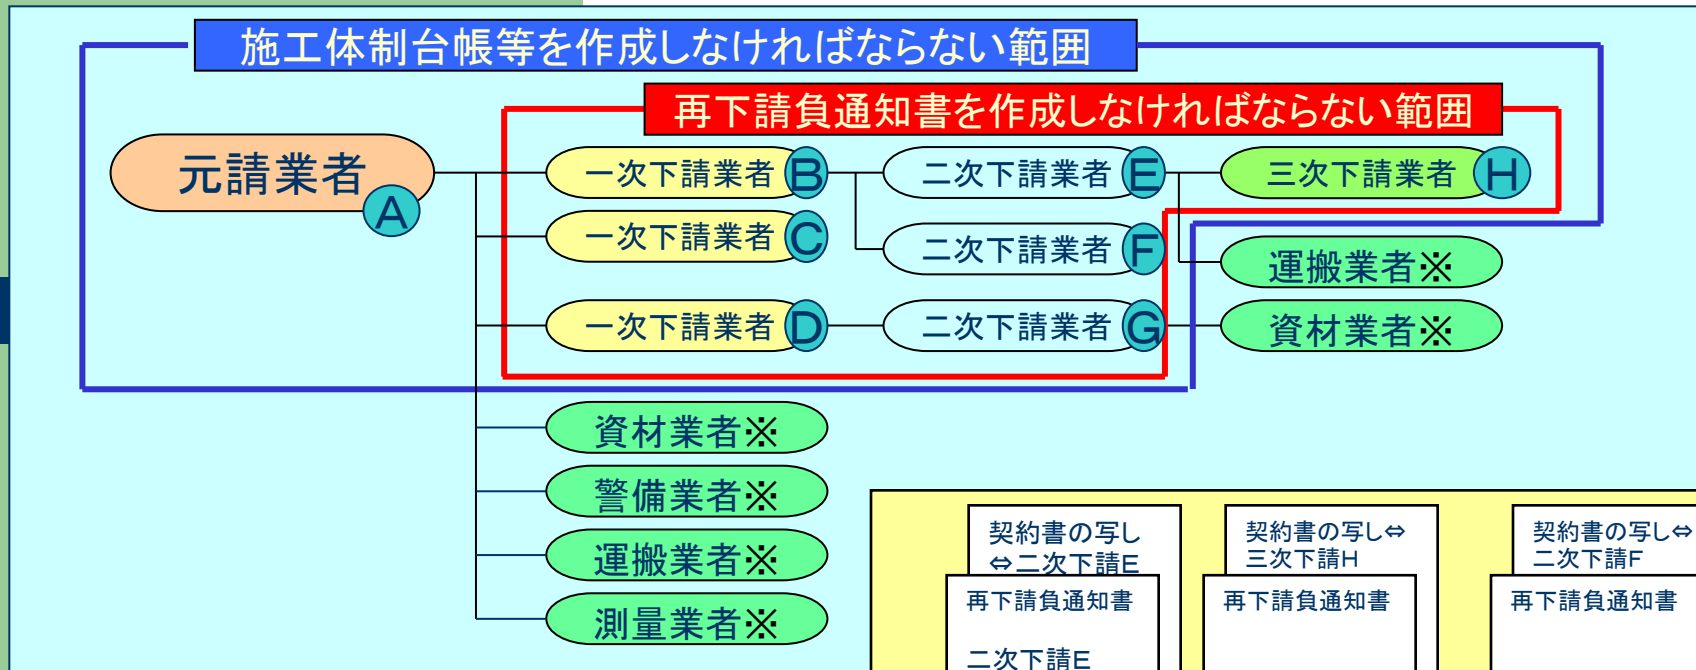 施工体制台帳等を作成しなければならない範囲
再下請負通知書を作成しなければならない範囲
元請業者
A
一次下請業者 B
二次下請業者 E
三次下請業者 H
一次下請業者 C
二次下請業者 F
運搬業者※
一次下請業者 D
二次下請業者 G
資材業者※
資材業者※
警備業者※
運搬業者※
測量業者※
契約書の写し
⇔二次下請E
再下請負通知書
二次下請E
契約書の写し⇔
三次下請H
再下請負通知書
契約書の写し⇔
二次下請F
再下請負通知書